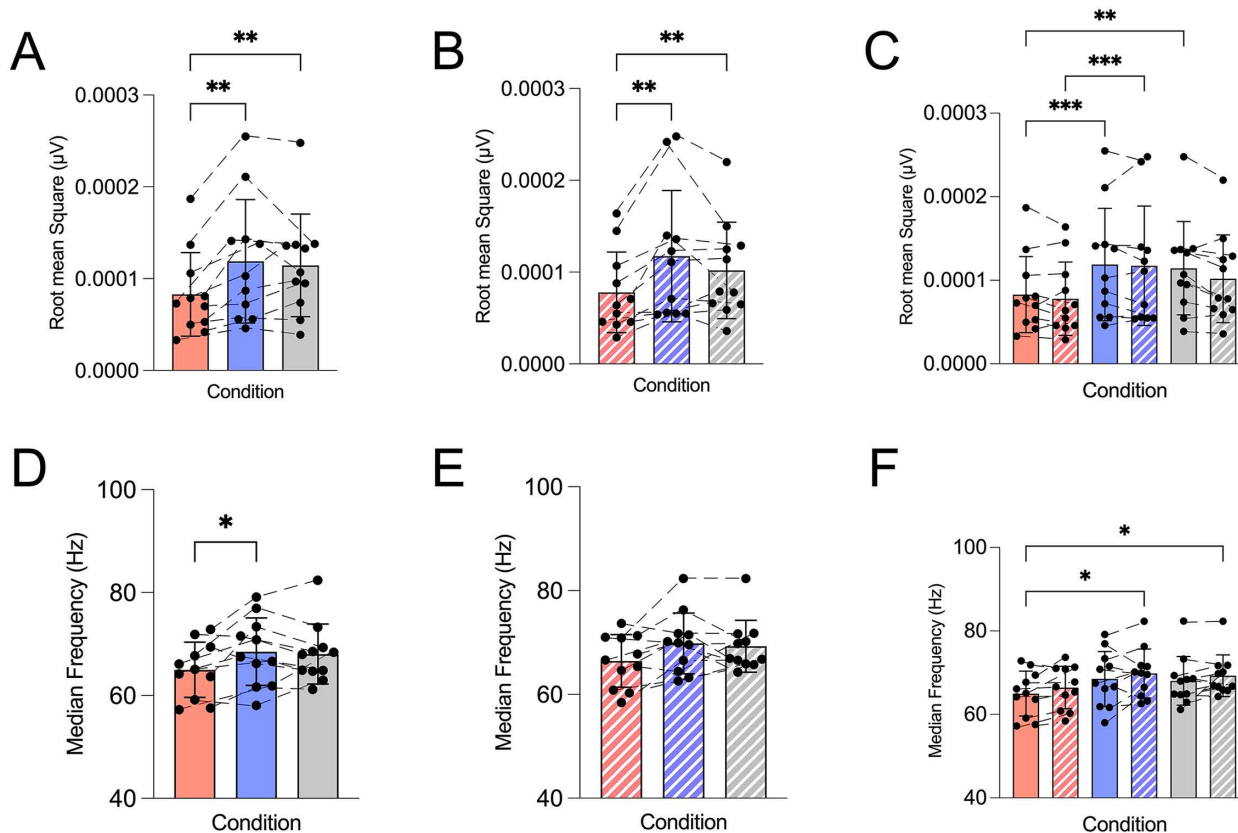 A
**
**
0.0003
0.0002
0.0001
0.0000
Root mean Square (µV)
Condition
B
**
**
0.0003
0.0002
0.0001
0.0000
Root mean Square (µV)
Condition
C
**
***
***
0.0003
0.0002
0.0001
0.0000
Root mean Square (µV)
Condition
D
*
100
80
60
40
Median Frequency (Hz)
Condition
E
100
80
60
40
Median Frequency (Hz)
Condition
F
*
*
100
80
60
40
Median Frequency (Hz)
Condition